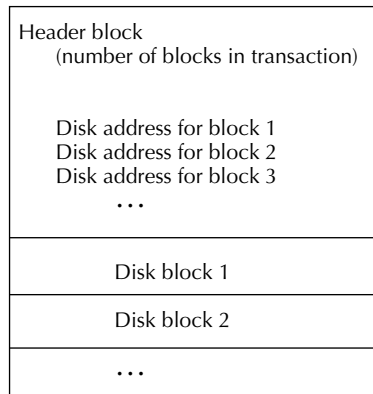 Header block
(number of blocks in transaction)
Disk address for block 1
Disk address for block 2
Disk address for block 3
...
Disk block 1
Disk block 2
...